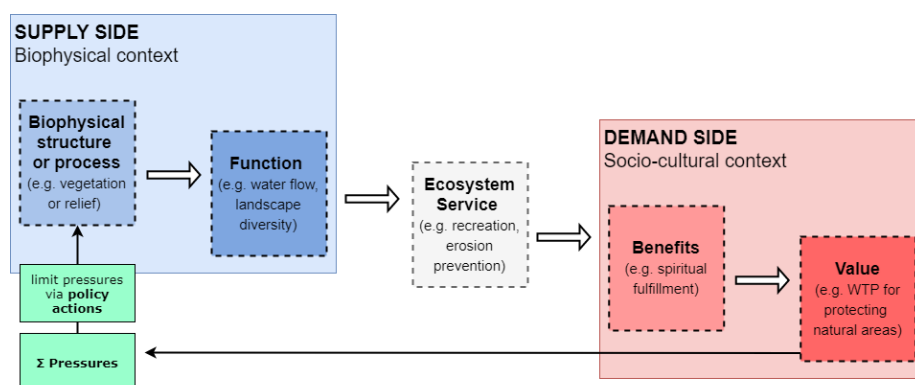 SUPPLY SIDE
Biophysical context
Biophysical
structure
or process
(e.g. vegetation
or relief)
Function
(e.g. water flow,
landscape
diversity)
Ecosystem
Service
(e.g. recreation,
erosion
prevention)
DEMAND SIDE
Socio-cultural context
Benefits
(e.g. spiritual
fulfillment)
Value
(e.g. WTP for
protecting
natural areas)
limit pressures
via policy
actions
Σ Pressures